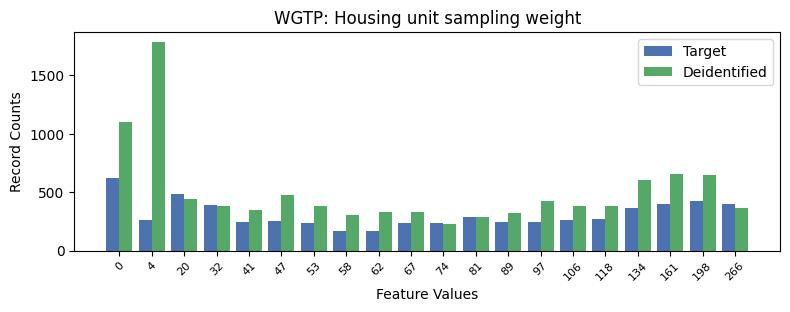 WGTP: Housing unit sampling weight
Target
Deidentified
Record Counts
1500
1000
500
0
0 4 20 32 41 47 53 58 62 67 74 81 89 97 106 118 134 161 198 266
Feature Values